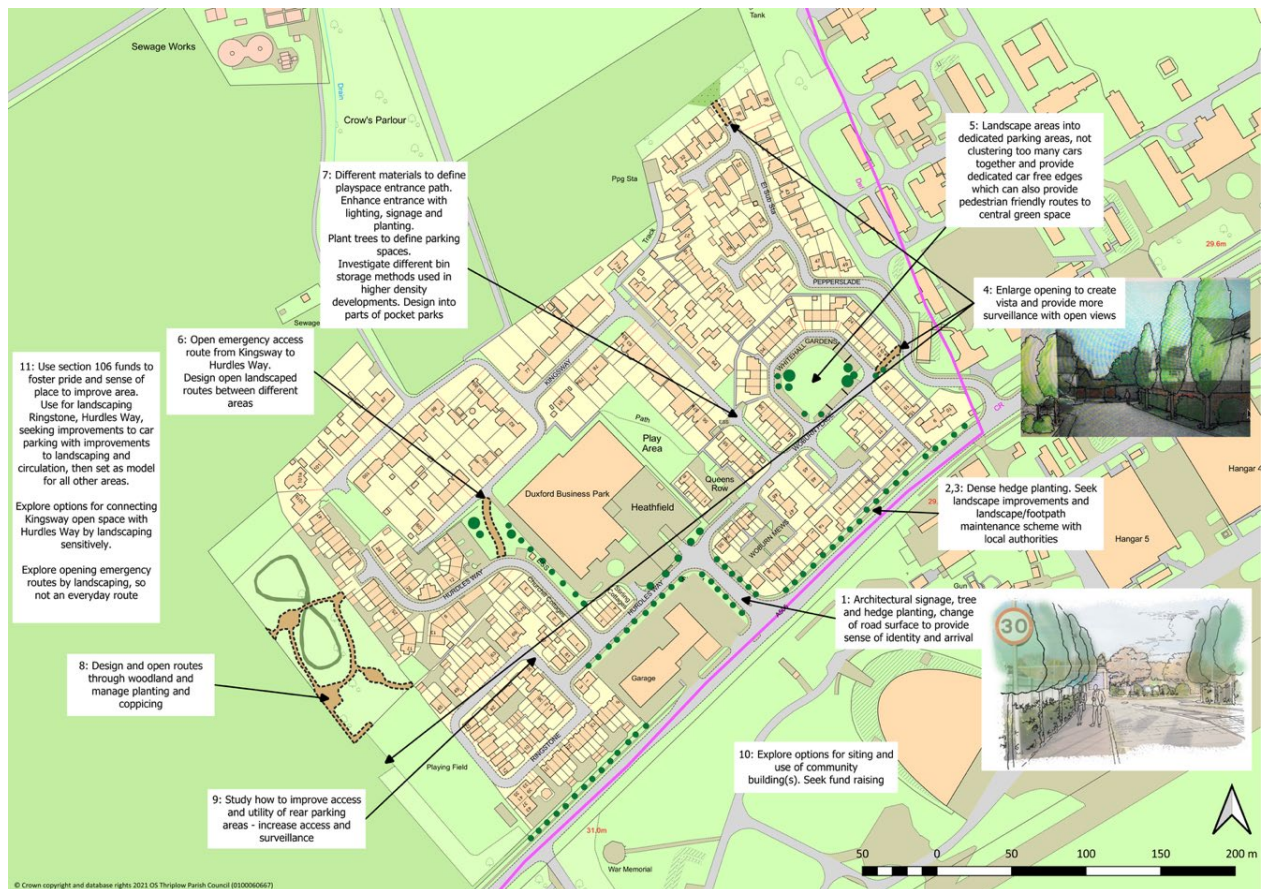 Tank
Sewage Works
Drain
Crow's Parlour
5: Landscape areas into
dedicated parking areas, not
clustering too many cars
together and provide
dedicated car free edges
which can also provide
pedestrian friendly routes to
central green space
7: Different materials to define
playspace entrance path.
Enhance entrance with
lighting, signage and
planting.
Plant trees to define parking
spaces.
Investigate different bin
storage methods used in
higher density
developments. Design into
parts of pocket parks
Ppg Sta
El Sub Sta
Def
Track
29.6m
PEPPERSLADE
4: Enlarge opening to create
vista and provide more
surveillance with open views
Sewage
6: Open emergency access
route from Kingsway to
Hurdles Way.
Design open landscaped
routes between different
areas
WHITEHALL GARDENS
KINGSWAY
11: Use section 106 funds to
foster pride and sense of
place to improve area.
Use for landscaping
Ringstone, Hurdles Way,
seeking improvements to car
parking with improvements
to landscaping and
circulation, then set as model
for all other areas.
Explore options for connecting
Kingsway open space with
Hurdles Way by landscaping
sensitively.
Explore opening emergency
routes by landscaping, so
not an everyday route
Path
Play
Area
CR
Hangar 4
Queens
Row
Duxford Business Park
Heathfield
WOBURN MEWS
2,3: Dense hedge planting. Seek
landscape improvements and
landscape/footpath
maintenance scheme with
local authorities
Hangar 5
HURDLES WAY
HURDLES WAY
1: Architectural signage, tree
and hedge planting, change
of road surface to provide
sense of identity and arrival
30
8: Design and open routes
through woodland and
manage planting and
coppicing
Garage
RINGSTONE
Playing Field
10: Explore options for siting and
use of community
building(s). Seek fund raising
9: Study how to improve access
and utility of rear parking
areas - increase access and
surveillance
31.0m
War Memorial
50 0 50 100 150 200 m
© Crown copyright and database rights 2021 OS Thriplow Parish Council (0100060667)